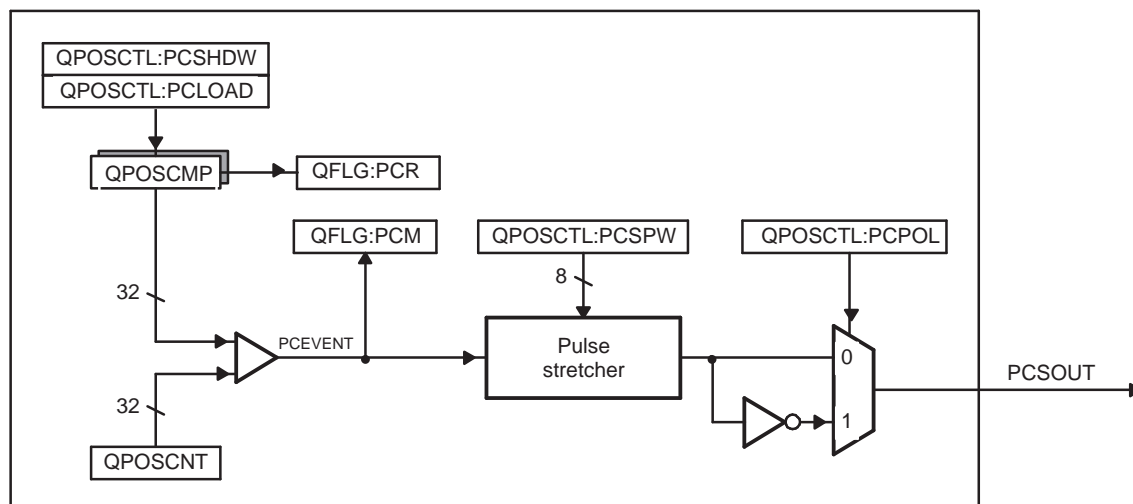 QPOSCTL:PCSHDW
QPOSCTL:PCLOAD
QPOSCMP
QFLG:PCR
QFLG:PCM
QPOSCTL:PCSPW
QPOSCTL:PCPOL
8
32
PCEVENT
Pulse
stretcher
0
PCSOUT
32
1
QPOSCNT